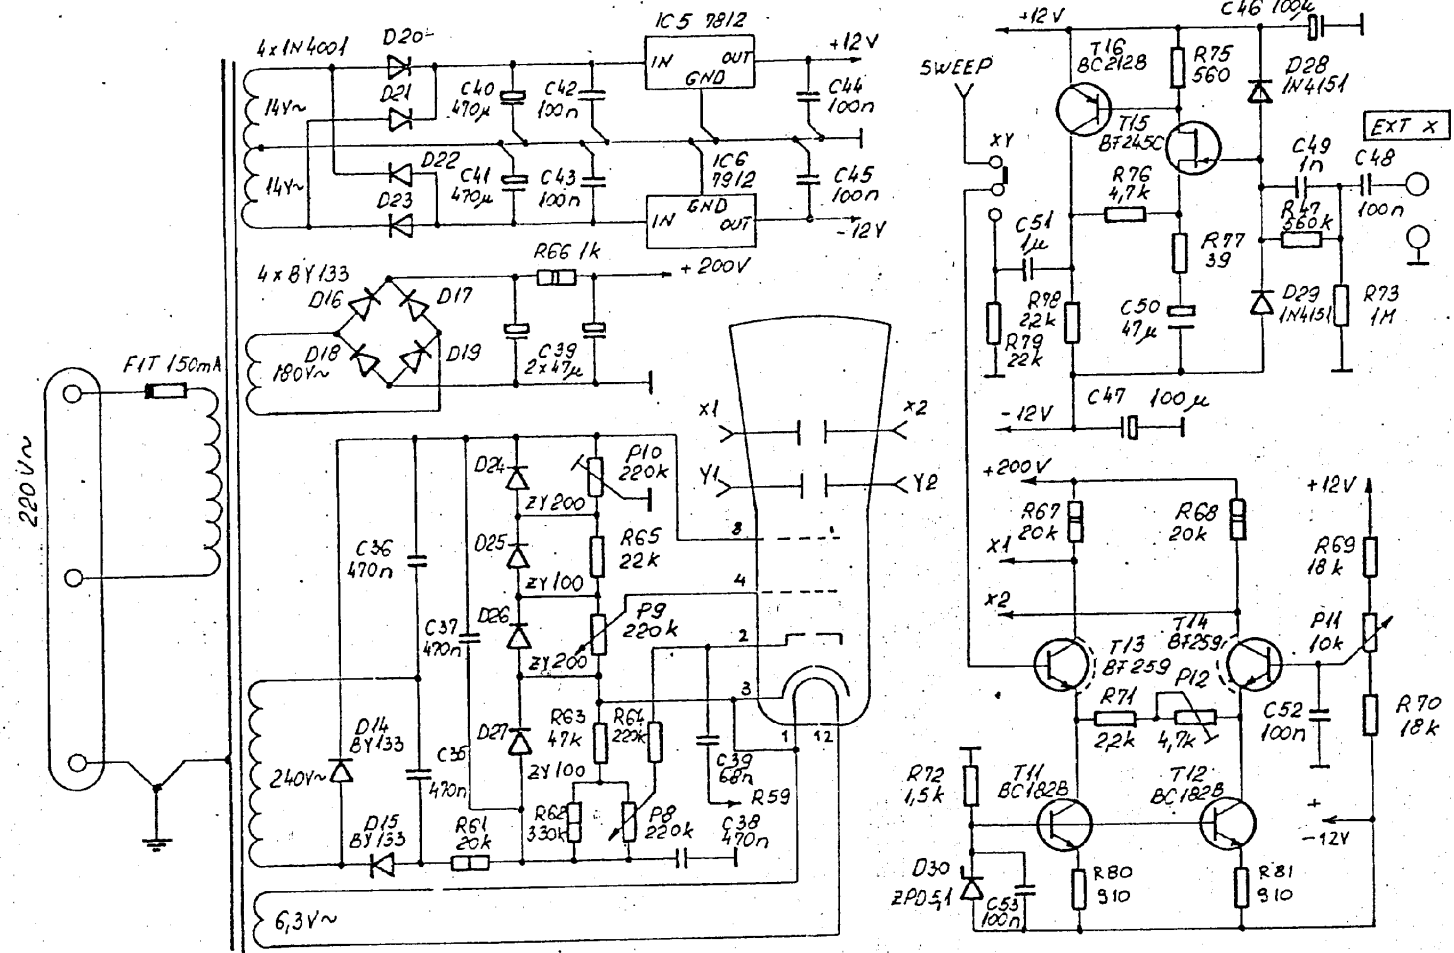 4x1N4001
D20
14V~
D21
D22
14V~
D23
C40
470µ
C42
100n
C41
470µ
C43
100n
IC5 7812
IN
OUT
GND
IC6
7912
GND
IN
OUT
+12V
C44
100n
C45
100n
-12V
4xBY133
D16
D17
D18
D19
180V~
R66 1k
+200V
C39
2x47µ
F1T 150mA
220V~
X1
X2
Y1
Y2
8
4
2
3
1
12
D24
ZY200
P10
220k
D25
ZY100
R65
22k
D26
ZY200
P9
220k
D27
ZY100
R63
47k
R64
220k
R62
330k
P8
220k
C39
68n
R59
C38
470n
C36
470n
C37
470n
C35
470n
D14
BY133
240V~
D15
BY133
R61
20k
6,3V~
+12V
C46 100µ
SWEEP
XY
T16
BC212B
R75
560
D28
1N4151
T15
BF245C
EXT X
C49
1n
C48
100n
R76
4,7k
R47
560k
C51
1µ
R77
39
R78
22k
R79
22k
C50
47µ
D29
1N4151
R73
1M
-12V
C47 100µ
+200V
R67
20k
R68
20k
X1
X2
+12V
R69
18k
T13
BF259
T14
BF259
P11
10k
R71
2,2k
P12
4,7k
C52
100n
R70
18k
R72
1,5k
T11
BC182B
T12
BC182B
+
-12V
D30
ZPD5,1
C53
100n
R80
910
R81
910